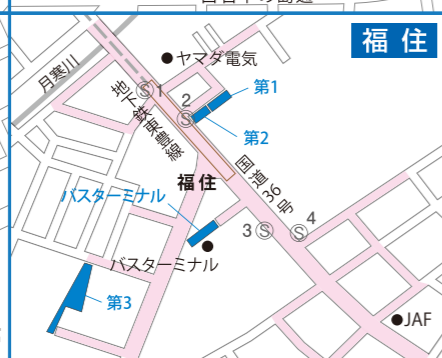 福住
ヤマダ電気
月寒川
第1
1
2
第2
地下鉄東豊線
国道36号
福住
バスターミナル
3
4
バスターミナル
第3
JAF